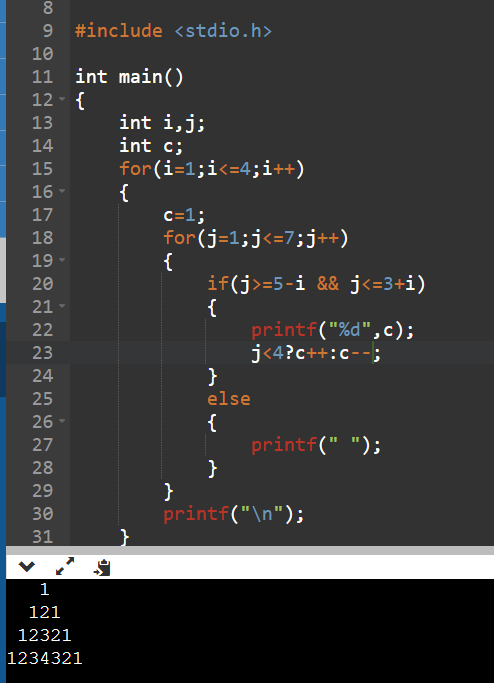 8
9 #include <stdio.h>
10
11 int main()
12 {
13     int i,j;
14     int c;
15     for(i=1;i<=4;i++)
16     {
17         c=1;
18         for(j=1;j<=7;j++)
19         {
20             if(j>=5-i && j<=3+i)
21             {
22                 printf("%d",c);
23                 j<4?c++:c--;
24             }
25             else
26             {
27                 printf(" ");
28             }
29         }
30         printf("\n");
31     }
   1
  121
 12321
1234321